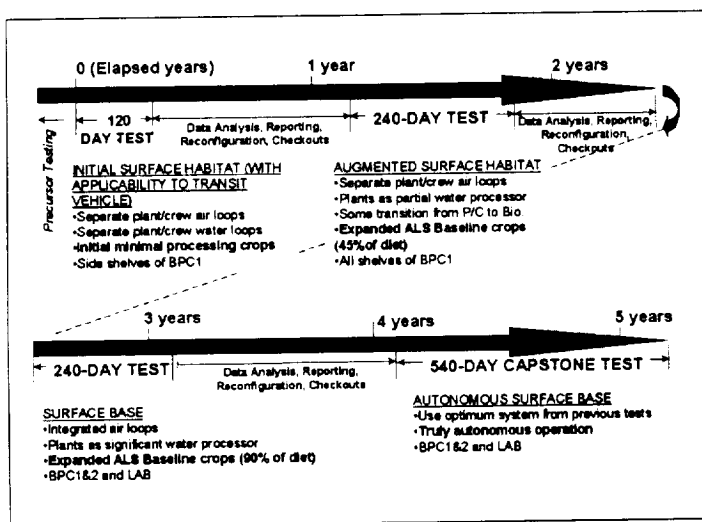 0 (Elapsed years)
1 year
2 years
Precursor Testing
120
DAY TEST
Data Analysis, Reporting,
Reconfiguration, Checkouts
240-DAY TEST
Data Analysis, Reporting,
Reconfiguration,
Checkouts
INITIAL SURFACE HABITAT (WITH
APPLICABILITY TO TRANSIT
VEHICLE)
•Separate plant/crew air loops
•Separate plant/crew water loops
•Initial minimal processing crops
•Side shelves of BPC1
AUGMENTED SURFACE HABITAT
•Separate plant/crew air loops
•Plants as partial water processor
•Some transition from P/C to Bio.
•Expanded ALS Baseline crops
(45% of diet)
•All shelves of BPC1
3 years
4 years
5 years
240-DAY TEST
Data Analysis, Reporting,
Reconfiguration, Checkouts
540-DAY CAPSTONE TEST
SURFACE BASE
•Integrated air loops
•Plants as significant water processor
•Expanded ALS Baseline crops (90% of diet)
•BPC1&2 and LAB
AUTONOMOUS SURFACE BASE
•Use optimum system from previous tests
•Truly autonomous operation
•BPC1&2 and LAB